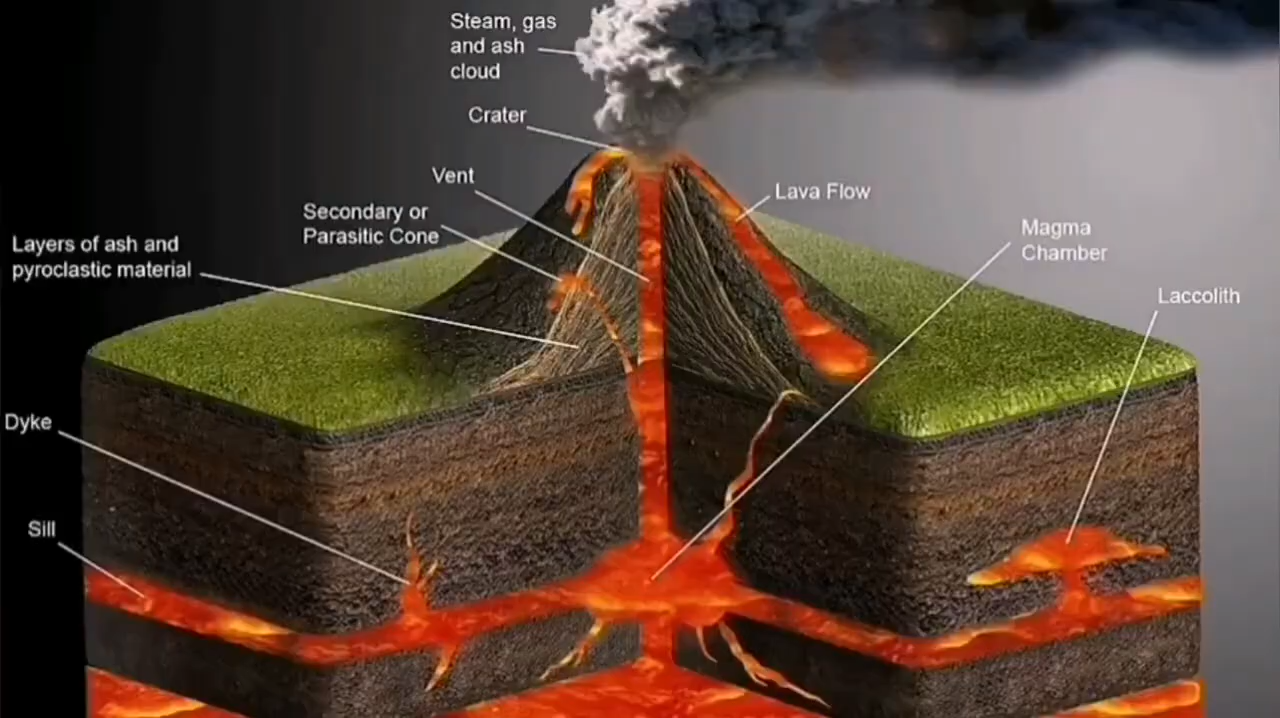 Steam, gas
and ash
cloud
Crater
Vent
Lava Flow
Secondary or
Parasitic Cone
Magma
Chamber
Layers of ash and
pyroclastic material
Laccolith
Dyke
Sill